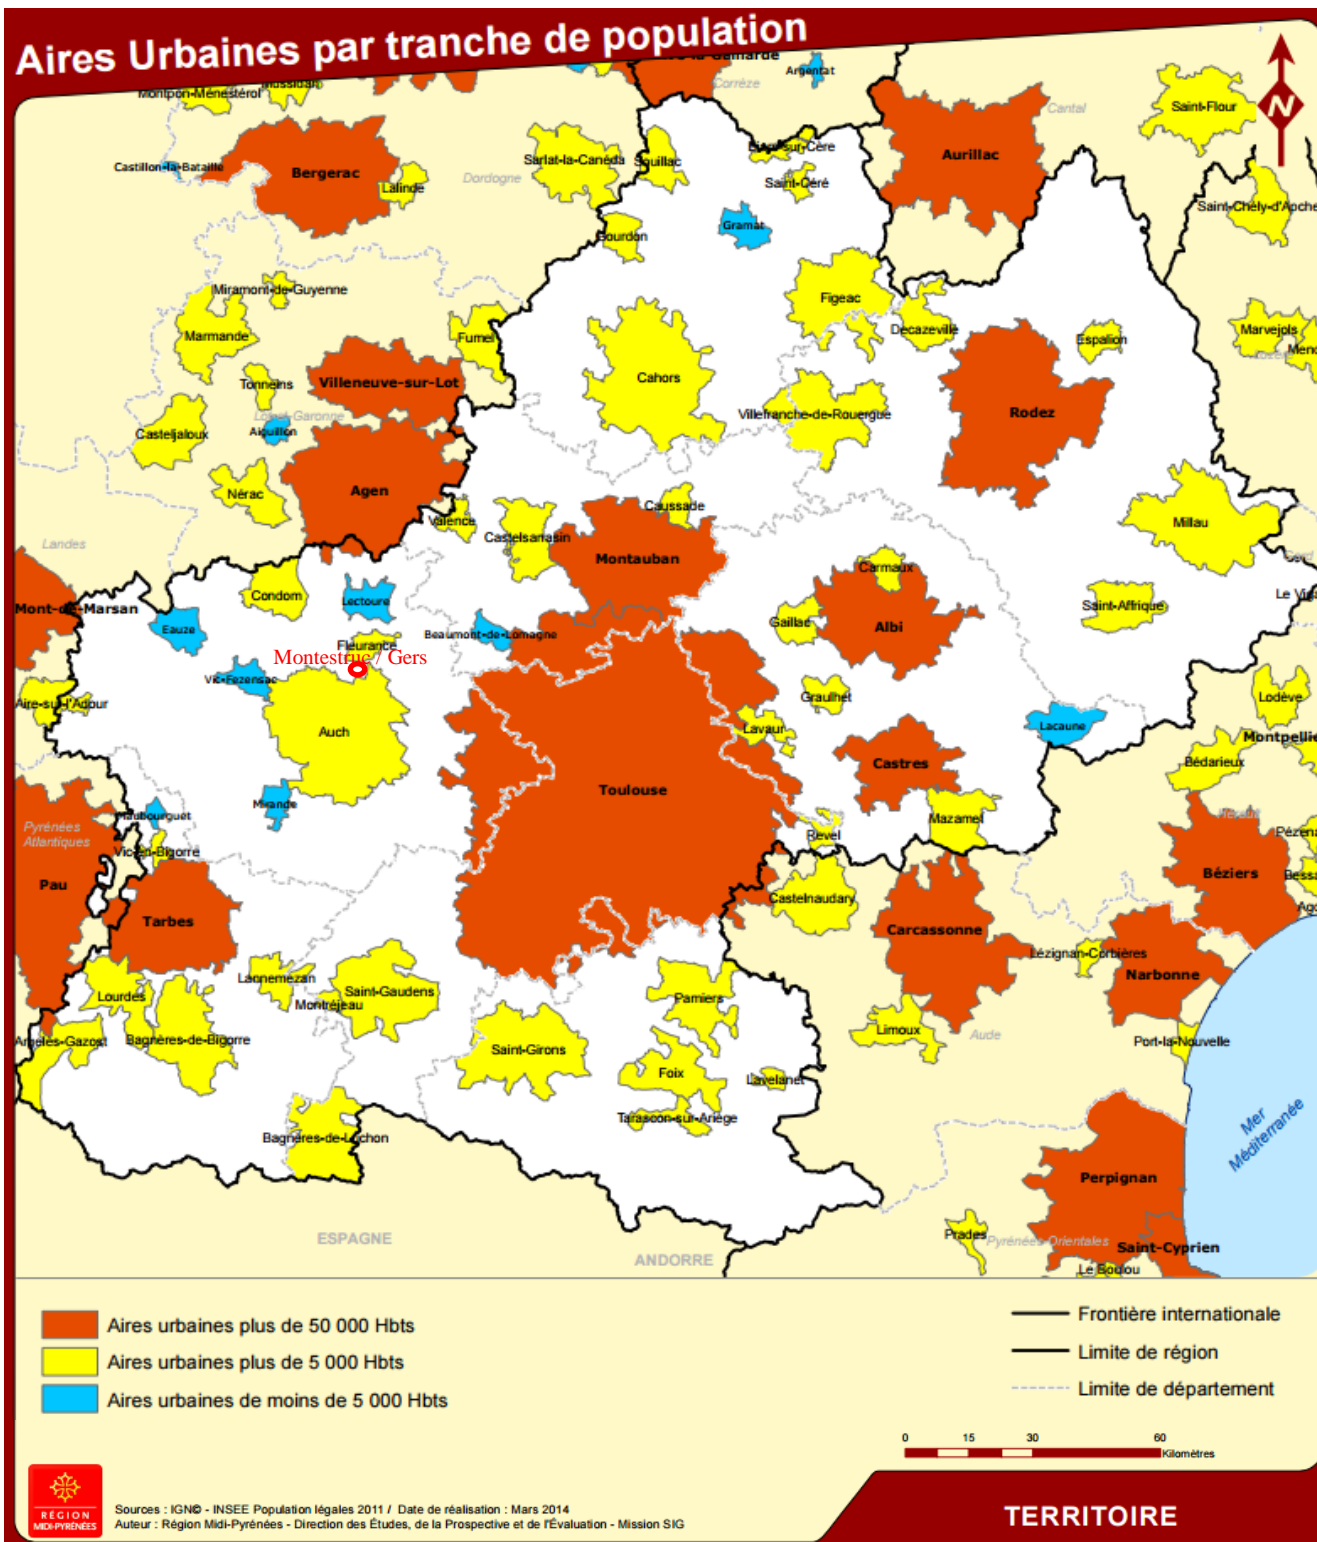 Aires Urbaines par tranche de population
Argentat
Corrèze
Cantal
Saint-Flour
N
Montpon-Ménestérol
Castillon-la-Bataille
Bergerac
Lalinde
Dordogne
Sarlat-la-Canéda
Souillac
Saint-Céré
Aurillac
Gramat
Gourdon
Miramont-de-Guyenne
Marmande
Fumel
Figeac
Decazeville
Espalion
Marvejols
Tonneins
Villeneuve-sur-Lot
Lot-et-Garonne
Cahors
Villefranche-de-Rouergue
Rodez
Casteljaloux
Aiguillon
Nérac
Agen
Valence
Castelsarrasin
Caussade
Montauban
Millau
Landes
Gard
Mont-de-Marsan
Condom
Lectoure
Eauze
Fleurance
Beaumont-de-Lomagne
Carmaux
Albi
Gaillac
Saint-Affrique
Montestruc / Gers
Vic-Fezensac
Aire-sur-l'Adour
Auch
Graulhet
Lavaur
Lacaune
Lodève
Montpellie
Bédarieux
Castres
Toulouse
Mirande
Maubourguet
Pyrénées
Atlantiques
Vic-en-Bigorre
Revel
Mazamet
Hérault
Pézena
Pau
Tarbes
Castelnaudary
Carcassonne
Béziers
Bessa
Lézignan-Corbières
Narbonne
Lourdes
Lannemezan
Montréjeau
Saint-Gaudens
Pamiers
Limoux
Aude
Port-la-Nouvelle
Argelès-Gazost
Bagnères-de-Bigorre
Saint-Girons
Foix
Lavelanet
Tarascon-sur-Ariège
Bagnères-de-Luchon
Mer
Méditerranée
Perpignan
Prades
Pyrénées-Orientales
Saint-Cyprien
Le Boulou
ESPAGNE
ANDORRE
Aires urbaines plus de 50 000 Hbts
Aires Urbaines plus de 5 000 Hbts
Aires urbaines de moins de 5 000 Hbts
Frontière internationale
Limite de région
Limite de département
0 15 30 60
Kilomètres
RÉGION
MIDI-PYRÉNÉES
Sources : IGN© - INSEE Population légales 2011 / Date de réalisation : Mars 2014
Auteur : Région Midi-Pyrénées - Direction des Études, de la Prospective et de l'Évaluation - Mission SIG
TERRITOIRE